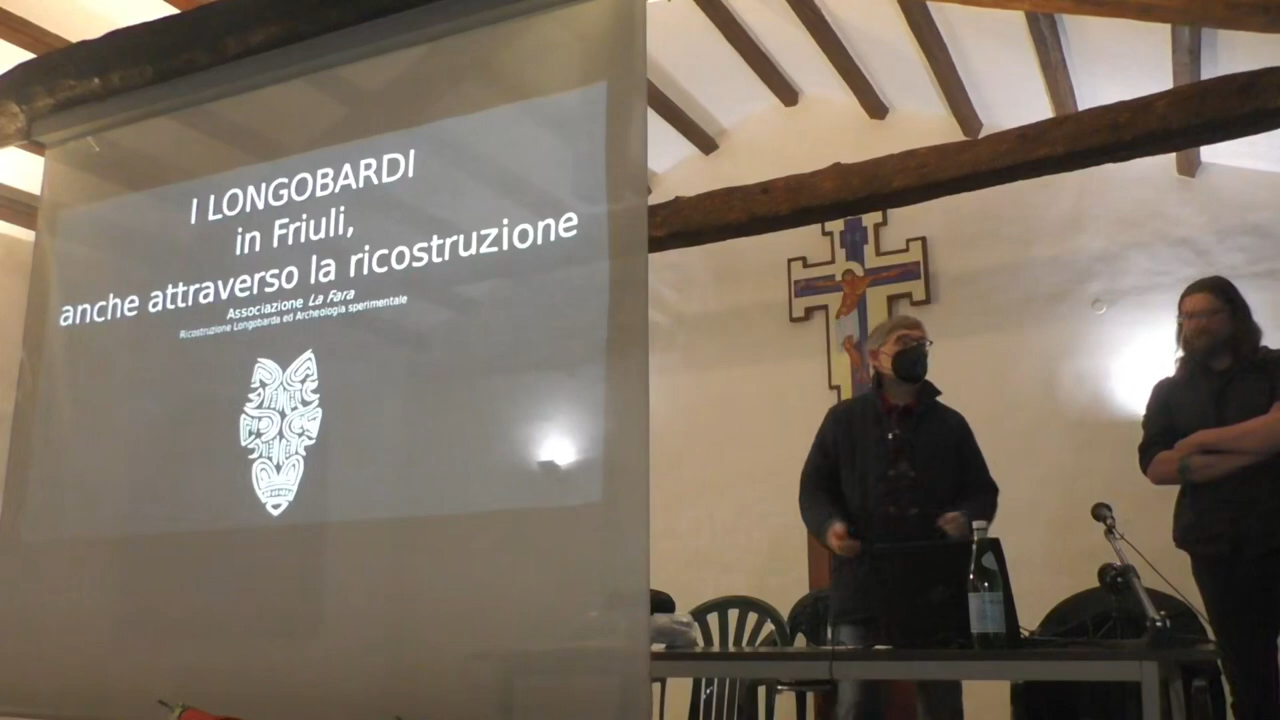 I LONGOBARDI
in Friuli,
anche attraverso la ricostruzione
Associazione La Fara
Ricostruzione Longobarda ed Archeologia sperimentale